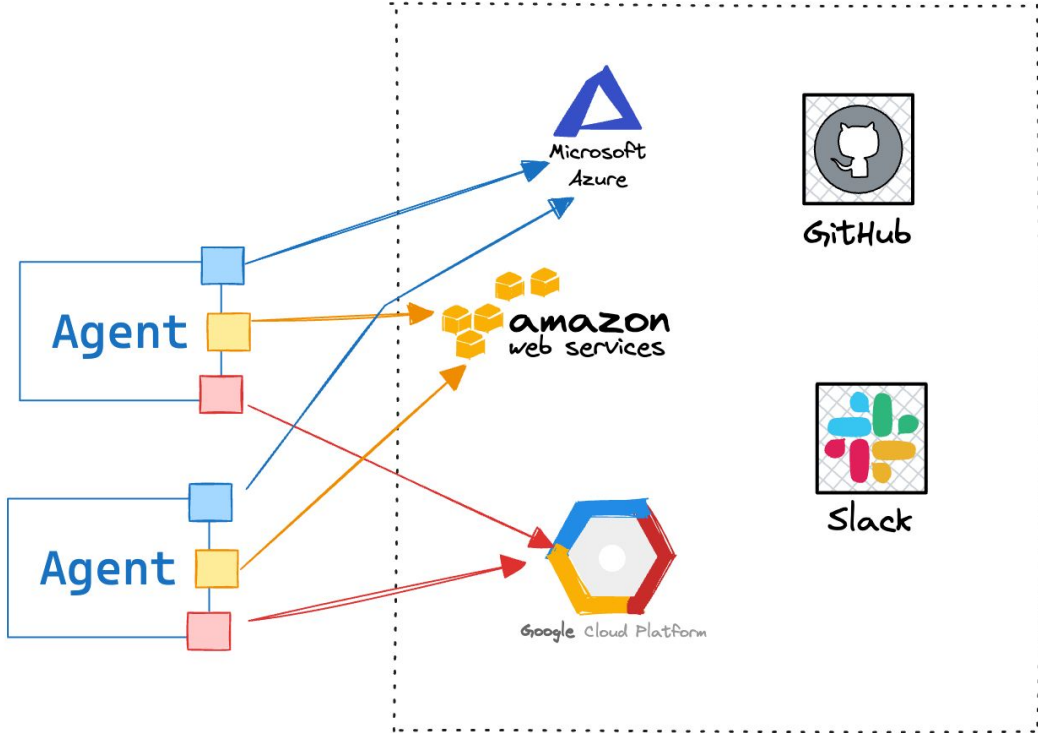 Microsoft
Azure
GitHub
Agent
amazon
web services
Agent
Slack
Google Cloud Platform